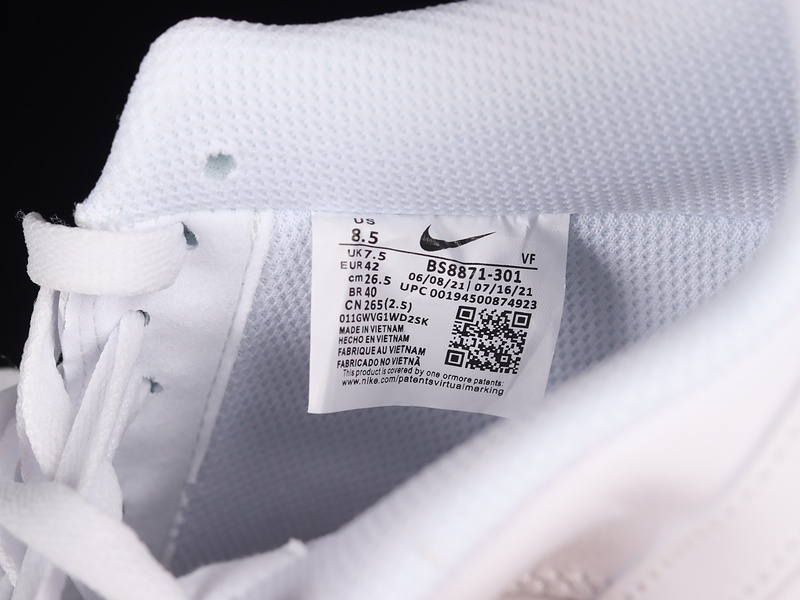 US
8.5
UK 7.5
EUR 42
cm 26.5
BR 40
CN 265(2.5)
VF
BS8871-301
06/08/21 | 07/16/21
UPC 00194500874923
011GWVG1WD2SK
MADE IN VIETNAM
HECHO EN VIETNAM
FABRIQUE AU VIETNAM
FABRICADO NO VIETNÃ
This product is covered by one ormore patents:
www.nike.com/patentsvirtualmarking